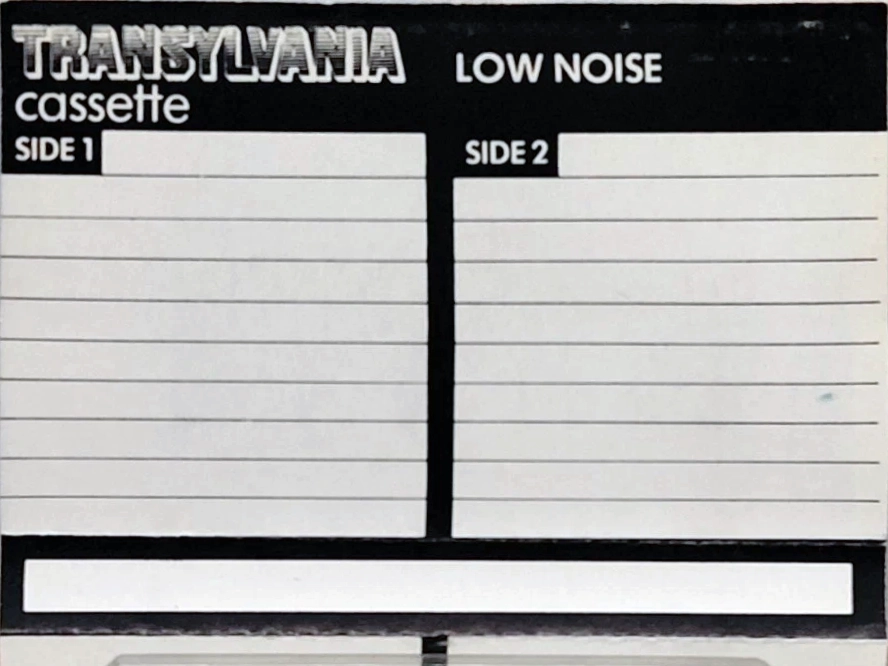 TRANSYLVANIA
cassette
LOW NOISE
SIDE 1
SIDE 2